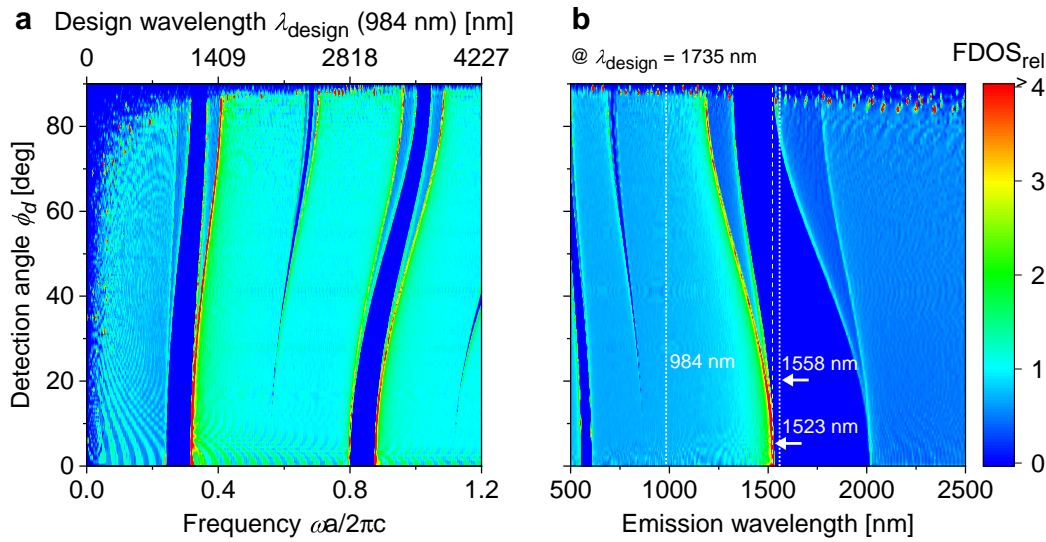 a
Design wavelength λdesign (984 nm) [nm]
0 1409 2818 4227
80
60
40
20
0
Detection angle ϕd [deg]
0.0 0.4 0.8 1.2
Frequency ωa/2πc
b
@ λdesign = 1735 nm
984 nm
1558 nm
1523 nm
500 1000 1500 2000 2500
Emission wavelength [nm]
FDOSrel
≥ 4
3
2
1
0